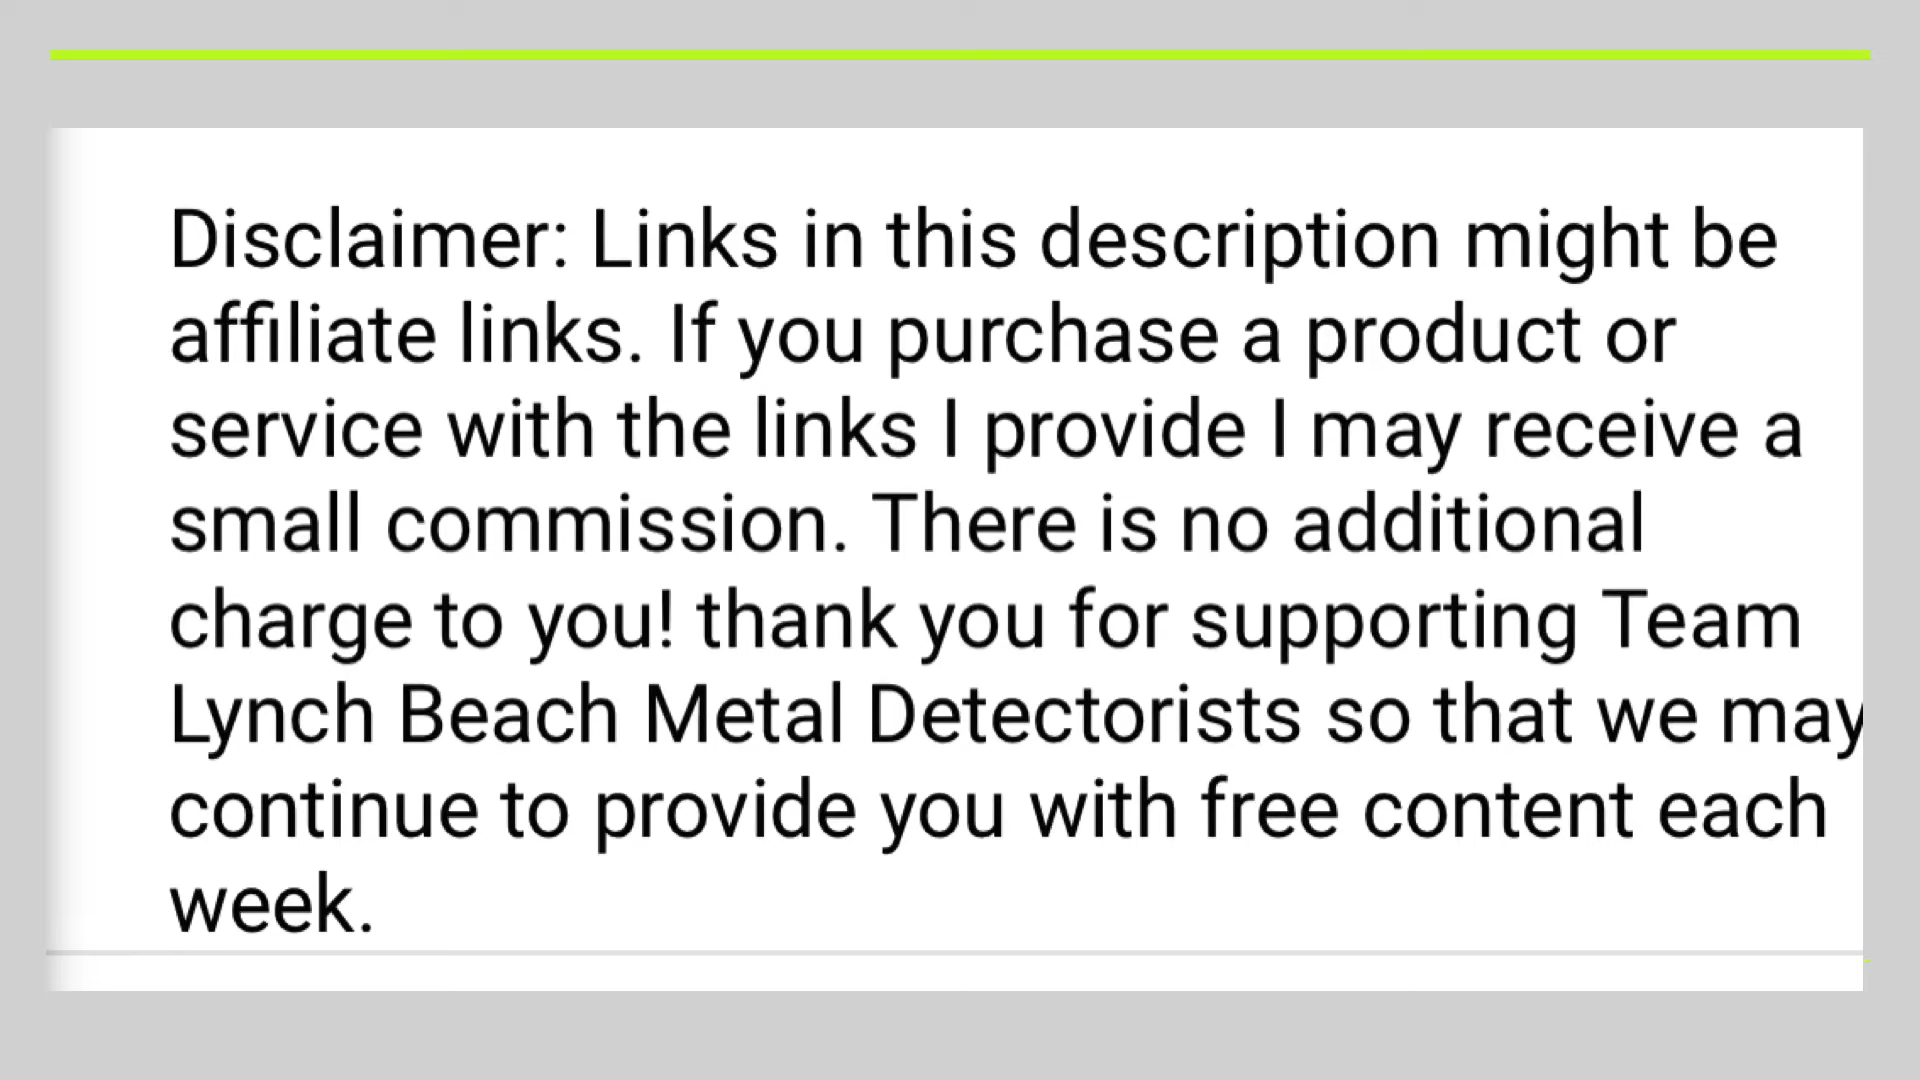 Disclaimer: Links in this description might be
affiliate links. If you purchase a product or
service with the links I provide I may receive a
small commission. There is no additional
charge to you! thank you for supporting Team
Lynch Beach Metal Detectorists so that we may
continue to provide you with free content each
week.